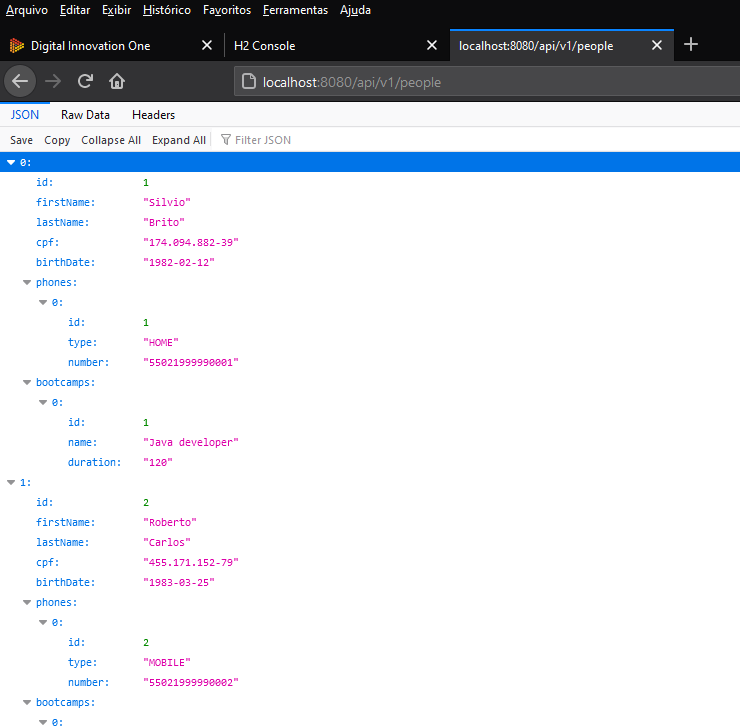 Arquivo Editar Exibir Histórico Favoritos Ferramentas Ajuda
Digital Innovation One H2 Console localhost:8080/api/v1/people
localhost:8080/api/v1/people
JSON Raw Data Headers
Save Copy Collapse All Expand All Filter JSON
0:
id: 1
firstName: "Silvio"
lastName: "Brito"
cpf: "174.094.882-39"
birthDate: "1982-02-12"
phones:
0:
id: 1
type: "HOME"
number: "55021999990001"
bootcamps:
0:
id: 1
name: "Java developer"
duration: "120"
1:
id: 2
firstName: "Roberto"
lastName: "Carlos"
cpf: "455.171.152-79"
birthDate: "1983-03-25"
phones:
0:
id: 2
type: "MOBILE"
number: "55021999990002"
bootcamps:
0: